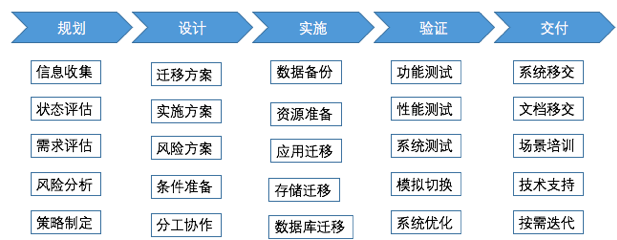 规划
设计
实施
验证
交付
信息收集
迁移方案
数据备份
功能测试
系统移交
状态评估
实施方案
资源准备
性能测试
文档移交
需求评估
风险方案
应用迁移
系统测试
场景培训
风险分析
条件准备
存储迁移
模拟切换
技术支持
策略制定
分工协作
数据库迁移
系统优化
按需迭代